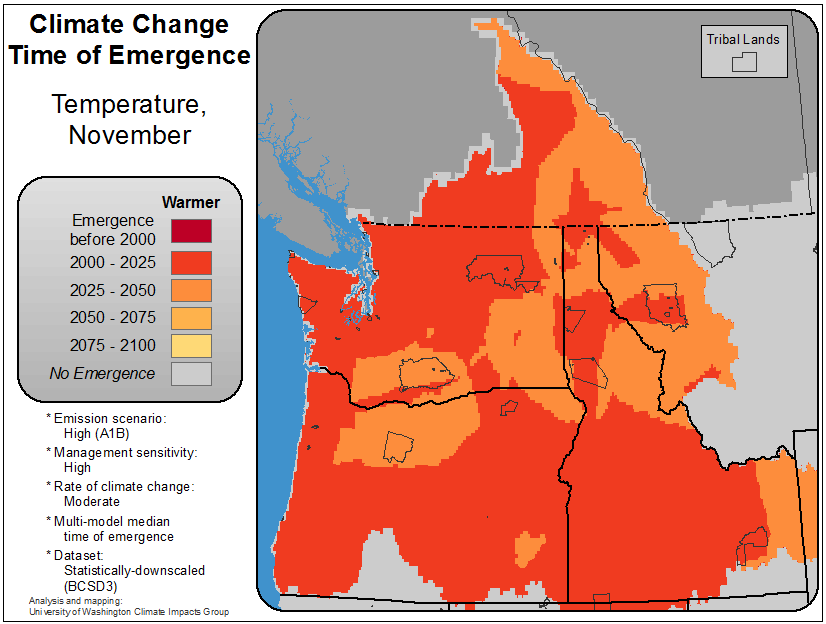 Climate Change
Time of Emergence
Temperature,
November
Warmer
Emergence
before 2000
2000 - 2025
2025 - 2050
2050 - 2075
2075 - 2100
No Emergence
* Emission scenario:
High (A1B)
* Management sensitivity:
High
* Rate of climate change:
Moderate
* Multi-model median
time of emergence
* Dataset:
Statistically-downscaled
(BCSD3)
Analysis and mapping:
University of Washington Climate Impacts Group
Tribal Lands